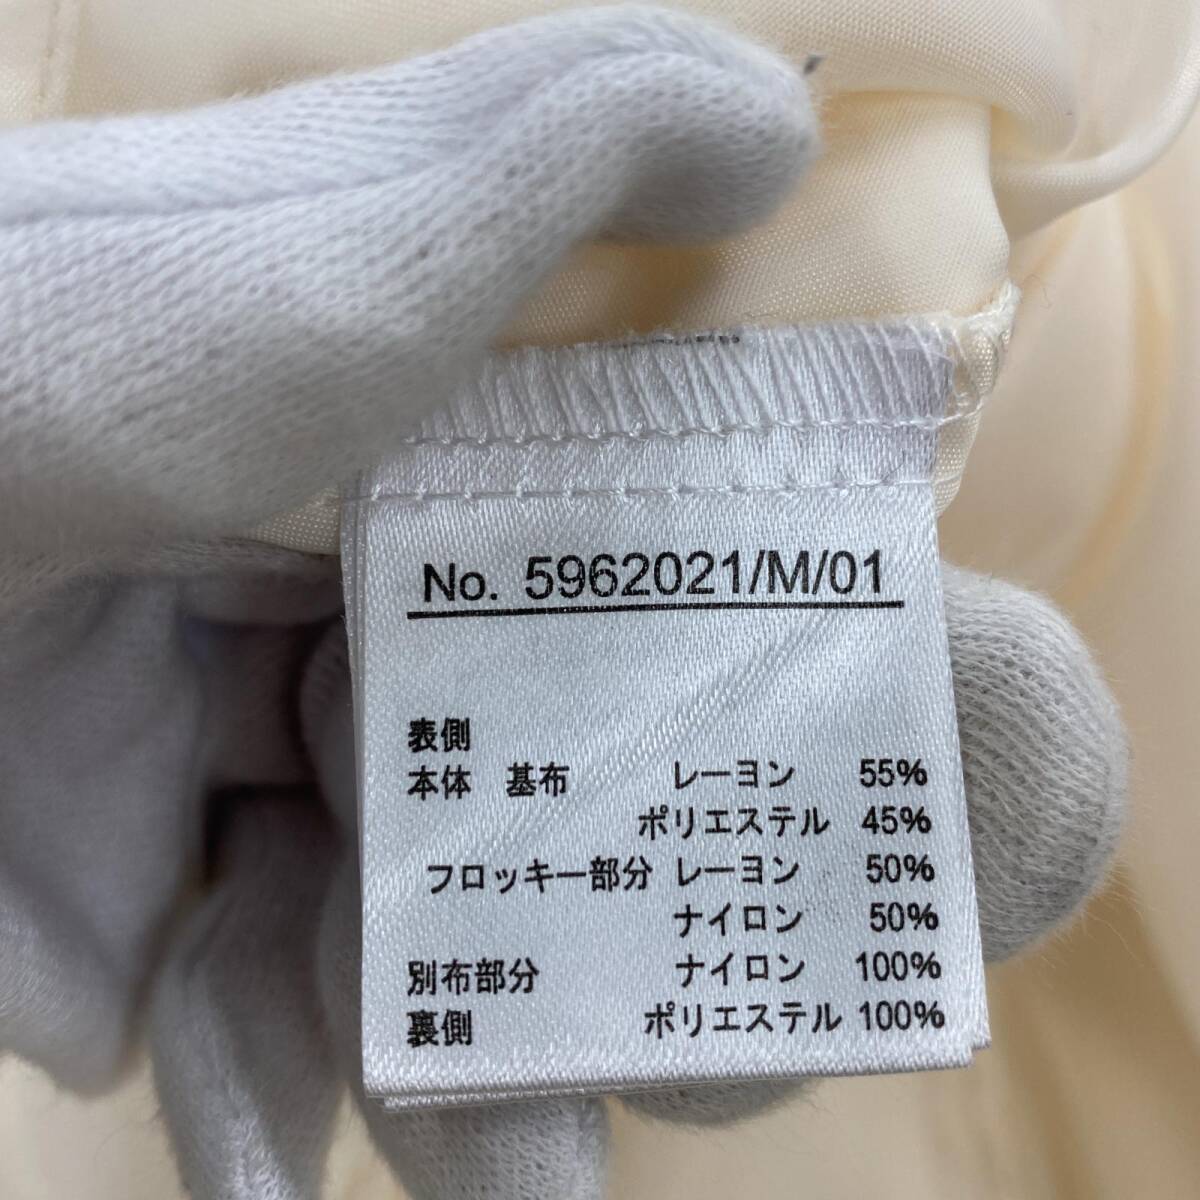 No. 5962021/M/01
表側
本体 基布 レーヨン 55%
ポリエステル 45%
フロッキー部分 レーヨン 50%
ナイロン 50%
別布部分 ナイロン 100%
裏側 ポリエステル 100%